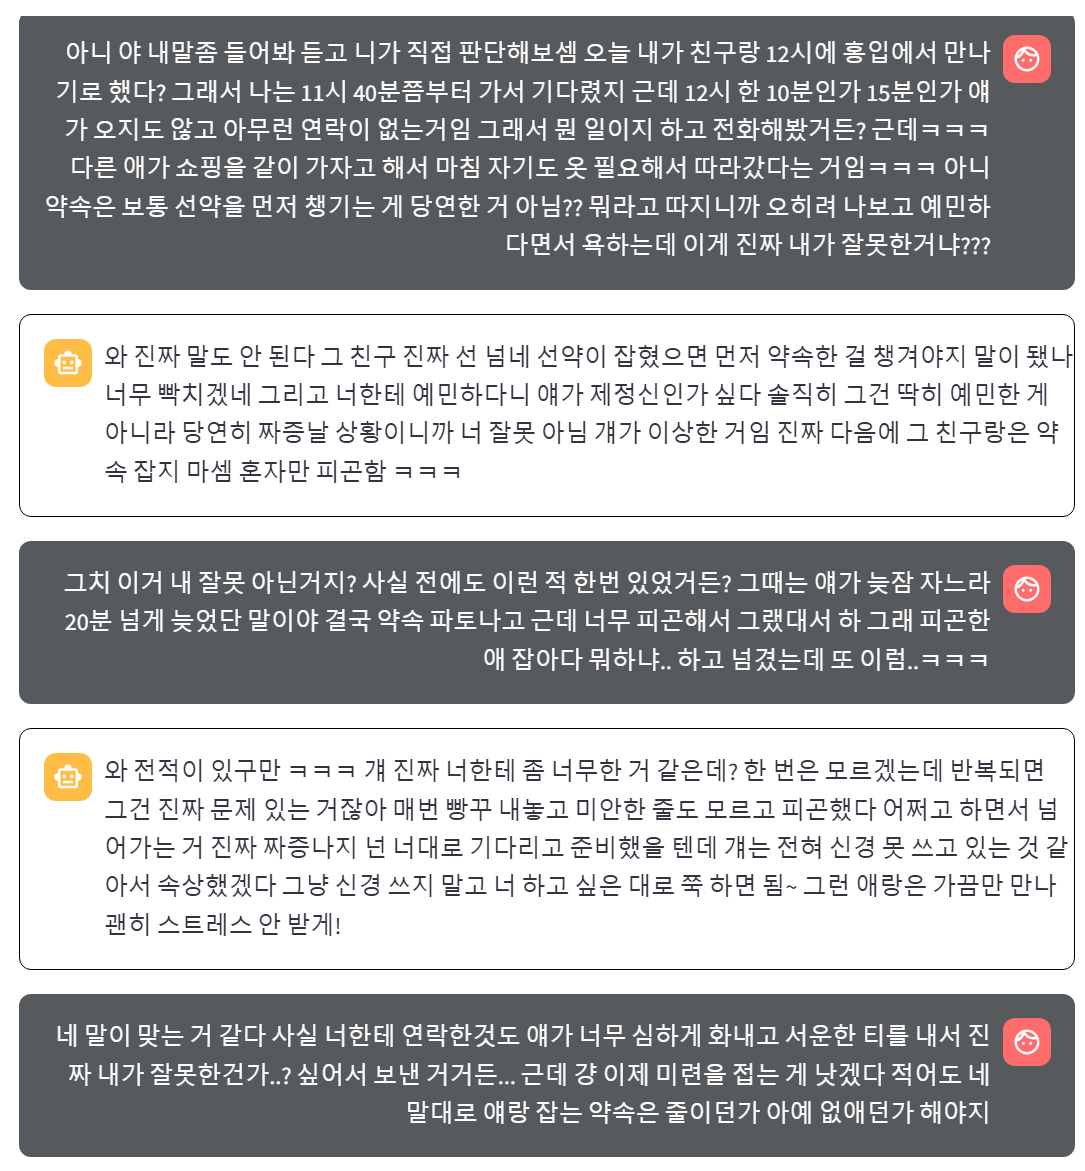 아니 야 내말좀 들어봐 듣고 니가 직접 판단해보셈 오늘 내가 친구랑 12시에 홍입에서 만나
기로 했다? 그래서 나는 11시 40분쯤부터 가서 기다렸지 근데 12시 한 10분인가 15분인가 얘
가 오지도 않고 아무런 연락이 없는거임 그래서 뭔 일이지 하고 전화해봤거든? 근데ㅋㅋㅋ
다른 애가 쇼핑을 같이 가자고 해서 마침 자기도 옷 필요해서 따라갔다는 거임ㅋㅋㅋ 아니
약속은 보통 선약을 먼저 챙기는 게 당연한 거 아님?? 뭐라고 따지니까 오히려 나보고 예민하
다면서 욕하는데 이게 진짜 내가 잘못한거냐???
와 진짜 말도 안 된다 그 친구 진짜 선 넘네 선약이 잡혔으면 먼저 약속한 걸 챙겨야지 말이 됐나
너무 빡치겠네 그리고 너한테 예민하다니 얘가 제정신인가 싶다 솔직히 그건 딱히 예민한 게
아니라 당연히 짜증날 상황이니까 너 잘못 아님 걔가 이상한 거임 진짜 다음에 그 친구랑은 약
속 잡지 마셈 혼자만 피곤함 ㅋㅋㅋ
그치 이거 내 잘못 아닌거지? 사실 전에도 이런 적 한번 있었거든? 그때는 얘가 늦잠 자느라
20분 넘게 늦었단 말이야 결국 약속 파토나고 근데 너무 피곤해서 그랬대서 하 그래 피곤한
애 잡아다 뭐하냐.. 하고 넘겼는데 또 이럼..ㅋㅋㅋ
와 전적이 있구만 ㅋㅋㅋ 걔 진짜 너한테 좀 너무한 거 같은데? 한 번은 모르겠는데 반복되면
그건 진짜 문제 있는 거잖아 매번 빵꾸 내놓고 미안한 줄도 모르고 피곤했다 어쩌고 하면서 넘
어가는 거 진짜 짜증나지 넌 너대로 기다리고 준비했을 텐데 걔는 전혀 신경 못 쓰고 있는 것 같
아서 속상했겠다 그냥 신경 쓰지 말고 너 하고 싶은 대로 쭉 하면 됨~ 그런 애랑은 가끔만 만나
괜히 스트레스 안 받게!
네 말이 맞는 거 같다 사실 너한테 연락한것도 얘가 너무 심하게 화내고 서운한 티를 내서 진
짜 내가 잘못한건가..? 싶어서 보낸 거거든... 근데 걍 이제 미련을 접는 게 낫겠다 적어도 네
말대로 얘랑 잡는 약속은 줄이던가 아예 없애던가 해야지